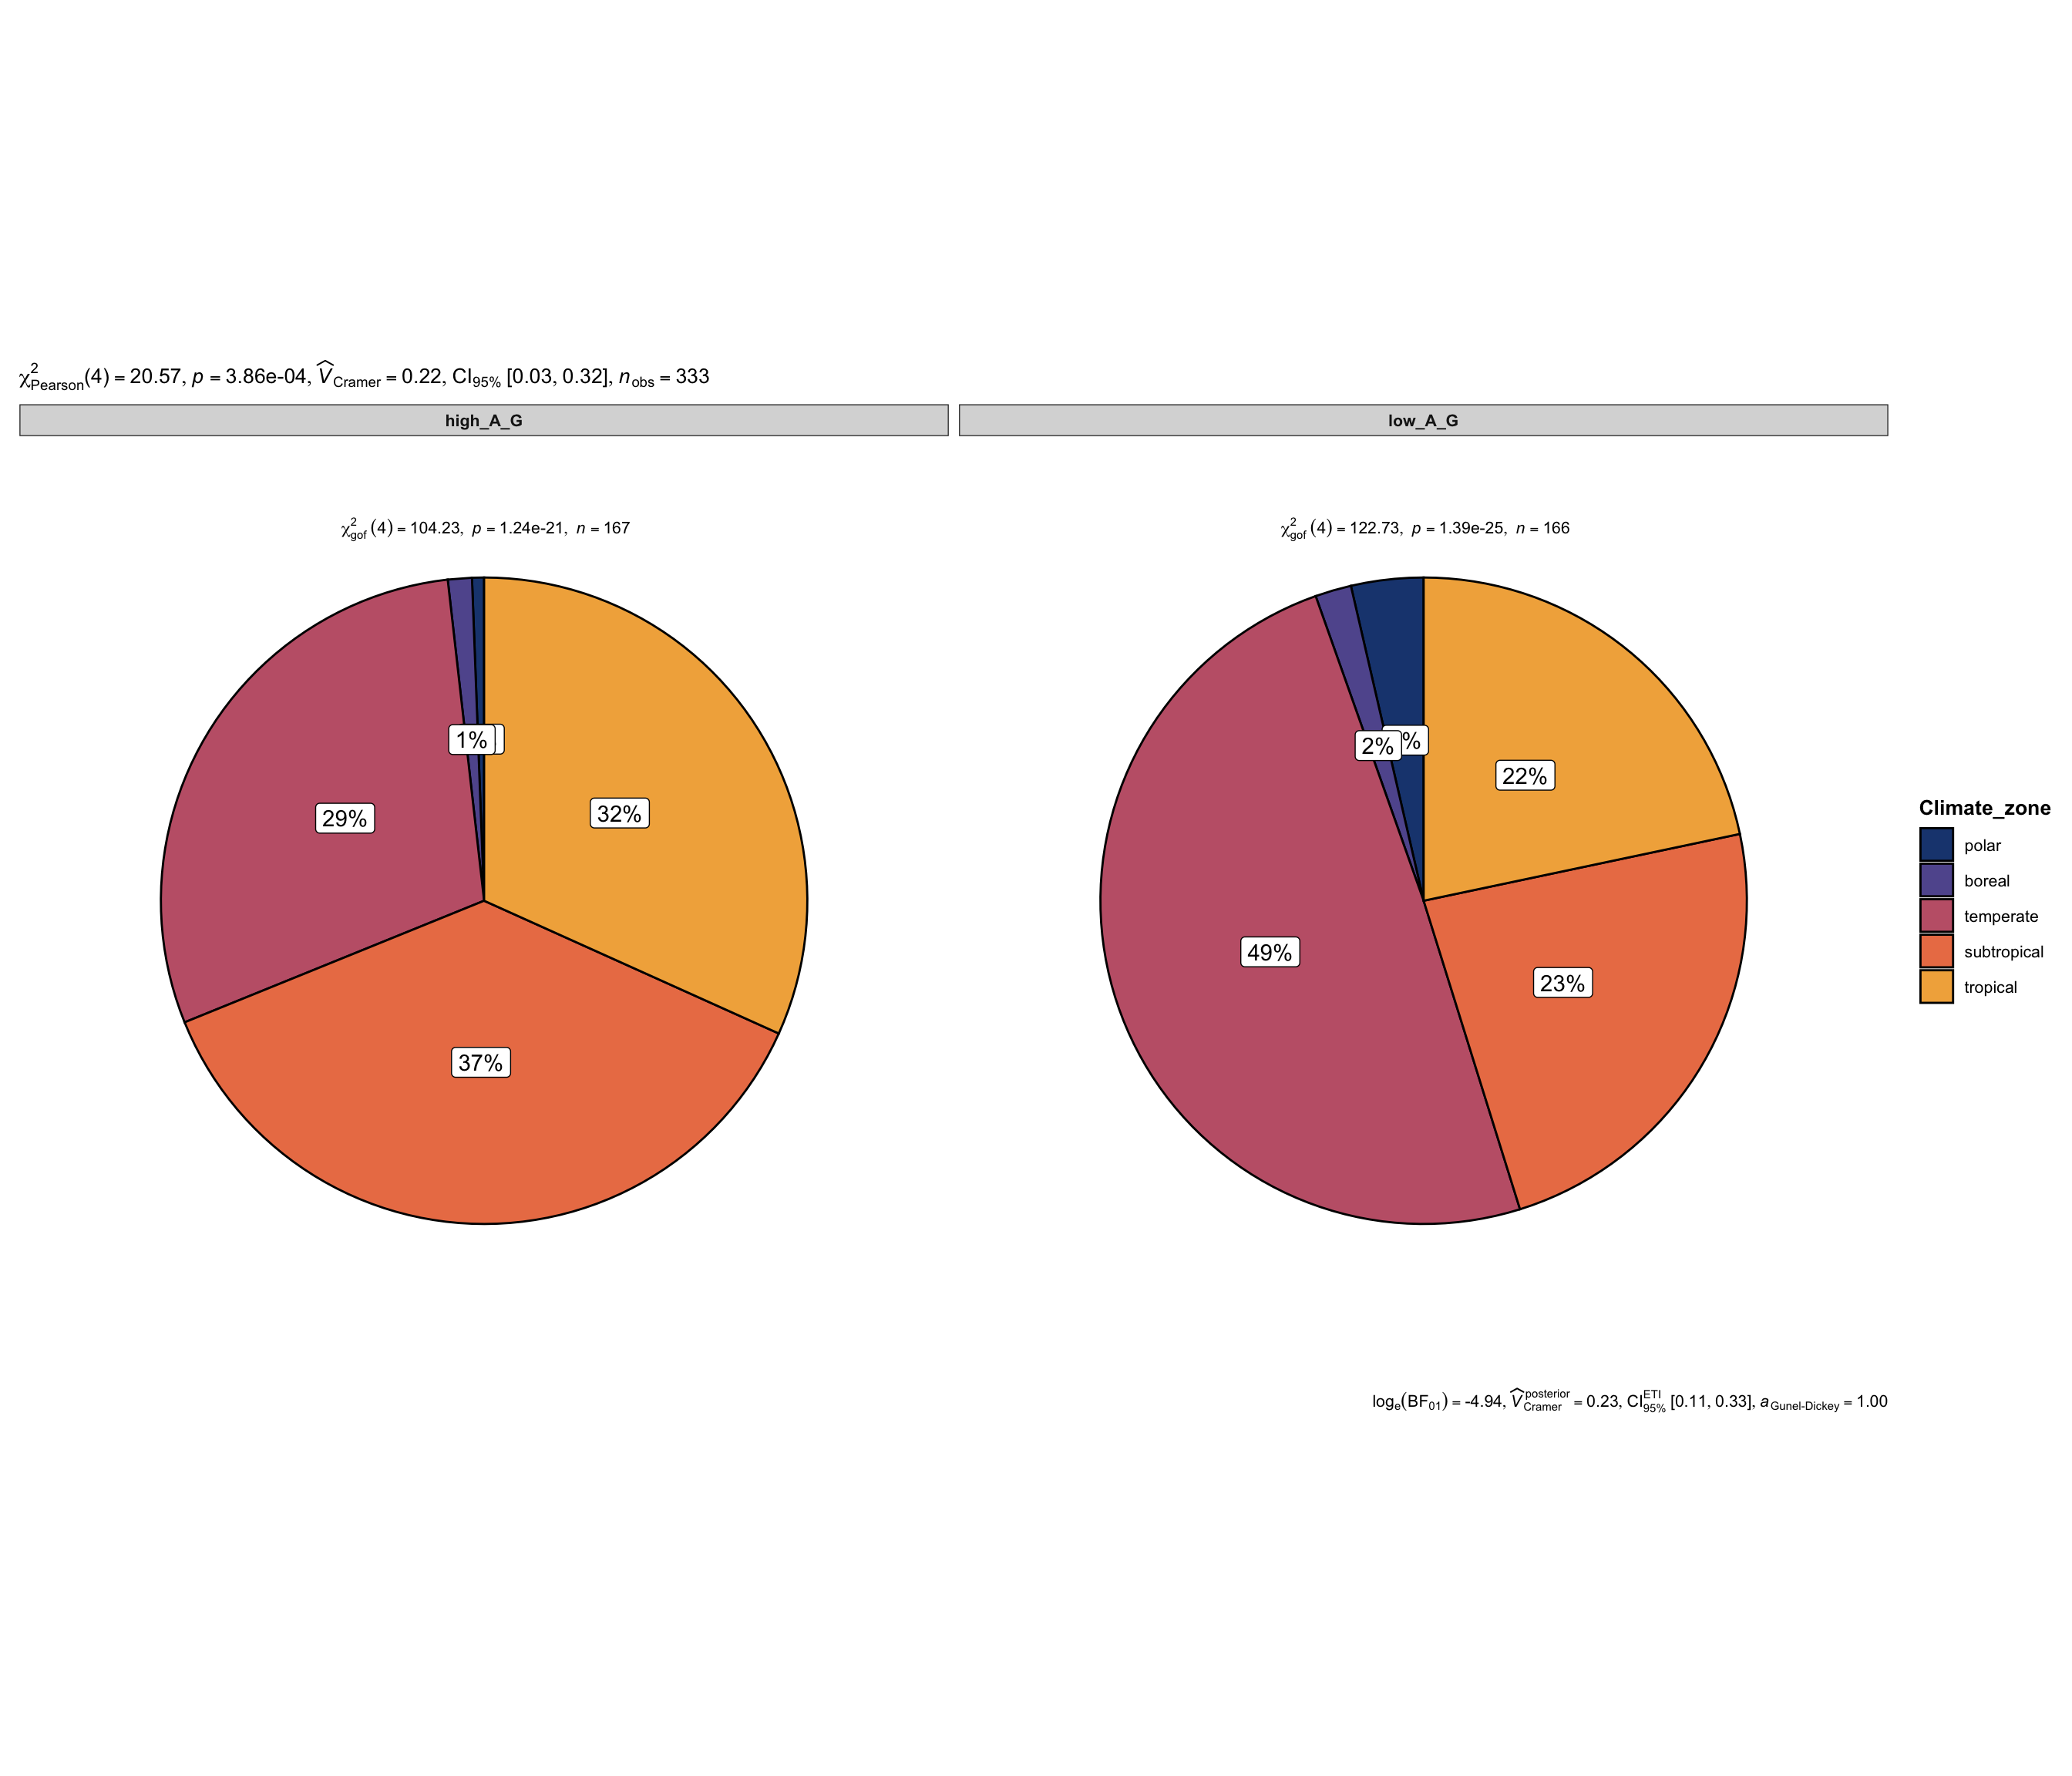 χ²Pearson(4) = 20.57, p = 3.86e-04, V̂Cramer = 0.22, CI95% [0.03, 0.32], nobs = 333
high_A_G low_A_G
χ²gof (4) = 104.23, p = 1.24e-21, n = 167 χ²gof (4) = 122.73, p = 1.39e-25, n = 166
1%
29%
32%
37%
2% %
22%
49%
23%
Climate_zone
polar
boreal
temperate
subtropical
tropical
loge(BF01) = -4.94, V̂Cramer posterior = 0.23, CI95% ETI [0.11, 0.33], aGunel-Dickey = 1.00